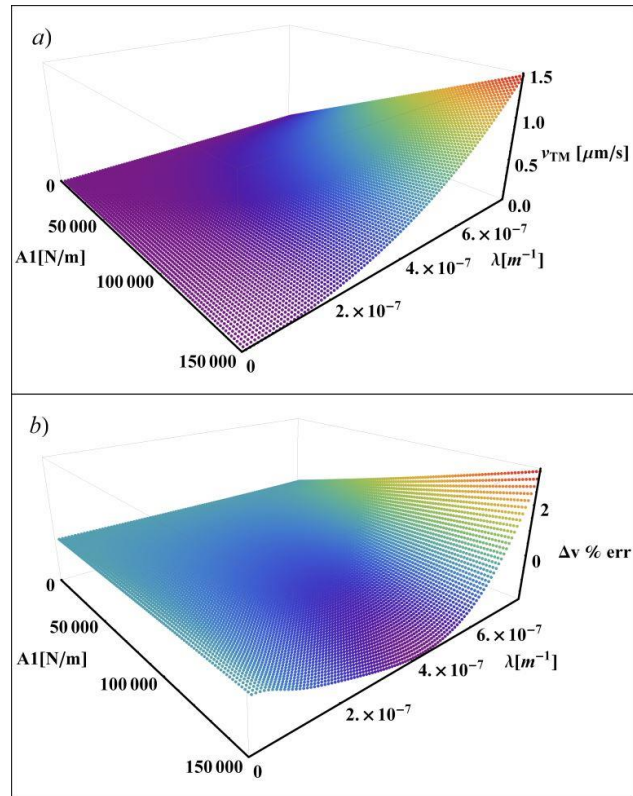 a)
1.5
1.0
0.5
0.0
v_TM [μm/s]
0
50 000
A1[N/m]
100 000
150 000
0
2.×10⁻⁷
4.×10⁻⁷
6.×10⁻⁷
λ[m⁻¹]
b)
2
0
Δv % err
0
50 000
A1[N/m]
100 000
150 000
0
2.×10⁻⁷
4.×10⁻⁷
6.×10⁻⁷
λ[m⁻¹]